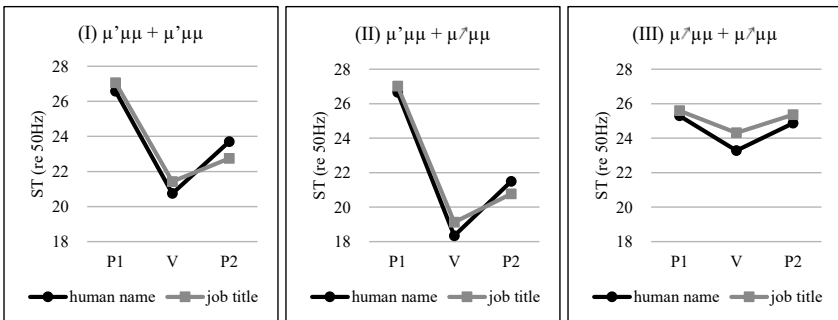 (I) μ’μμ + μ’μμ
ST (re 50Hz)
28
26
24
22
20
18
P1 V P2
human name job title
(II) μ’μμ + μ↗μμ
ST (re 50Hz)
28
26
24
22
20
18
P1 V P2
human name job title
(III) μ↗μμ + μ↗μμ
ST (re 50Hz)
28
26
24
22
20
18
P1 V P2
human name job title